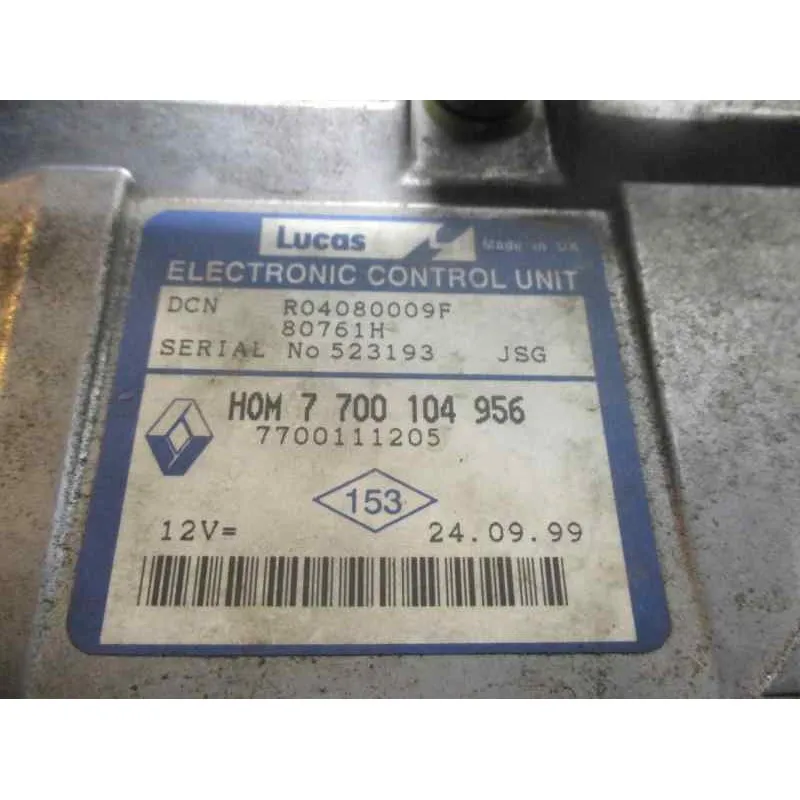 Lucas Made in UK
ELECTRONIC CONTROL UNIT
DCN R04080009F
80761H
SERIAL No 523193 JSG
HOM 7 700 104 956
7700111205
153
12V= 24.09.99